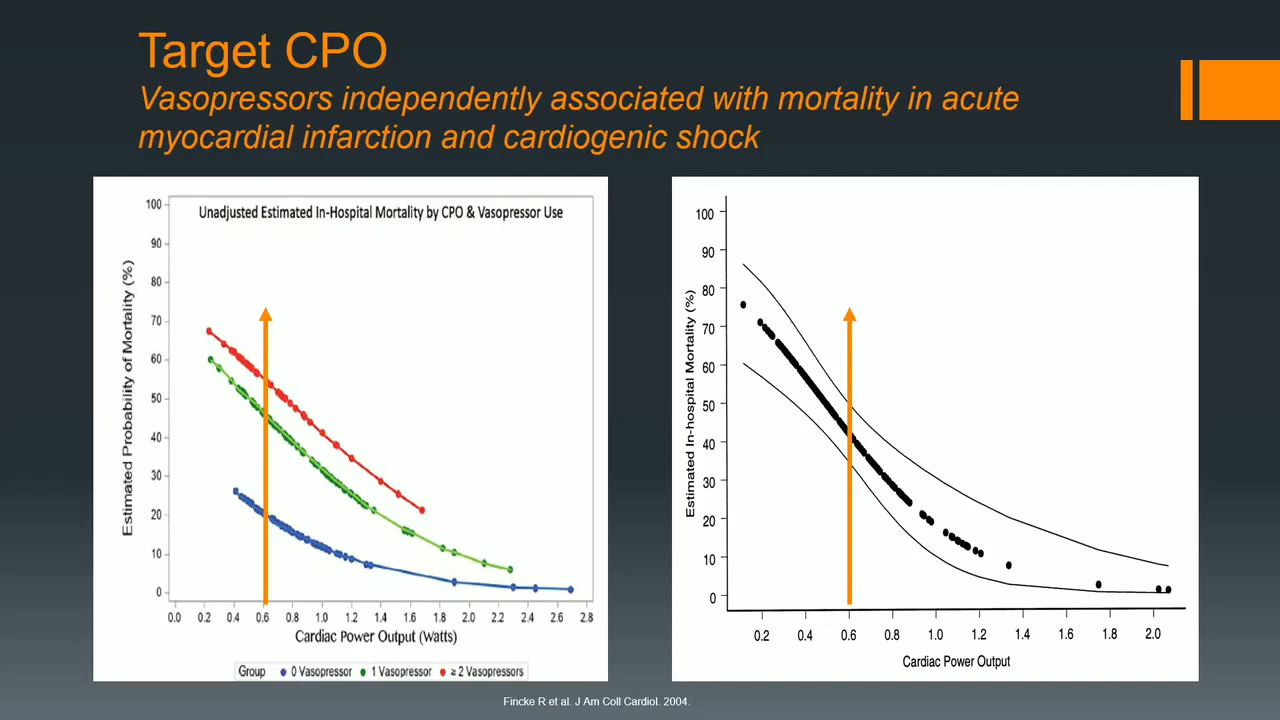 Target CPO
Vasopressors independently associated with mortality in acute
myocardial infarction and cardiogenic shock
Unadjusted Estimated In-Hospital Mortality by CPO & Vasopressor Use
Estimated Probability of Mortality (%)
100
90
80
70
60
50
40
30
20
10
0
0.0 0.2 0.4 0.6 0.8 1.0 1.2 1.4 1.6 1.8 2.0 2.2 2.4 2.6 2.8
Cardiac Power Output (Watts)
Group 0 Vasopressor 1 Vasopressor ≥ 2 Vasopressors
Estimated In-hospital Mortality (%)
100
90
80
70
60
50
40
30
20
10
0
0.2 0.4 0.6 0.8 1.0 1.2 1.4 1.6 1.8 2.0
Cardiac Power Output
Fincke R et al. J Am Coll Cardiol. 2004.